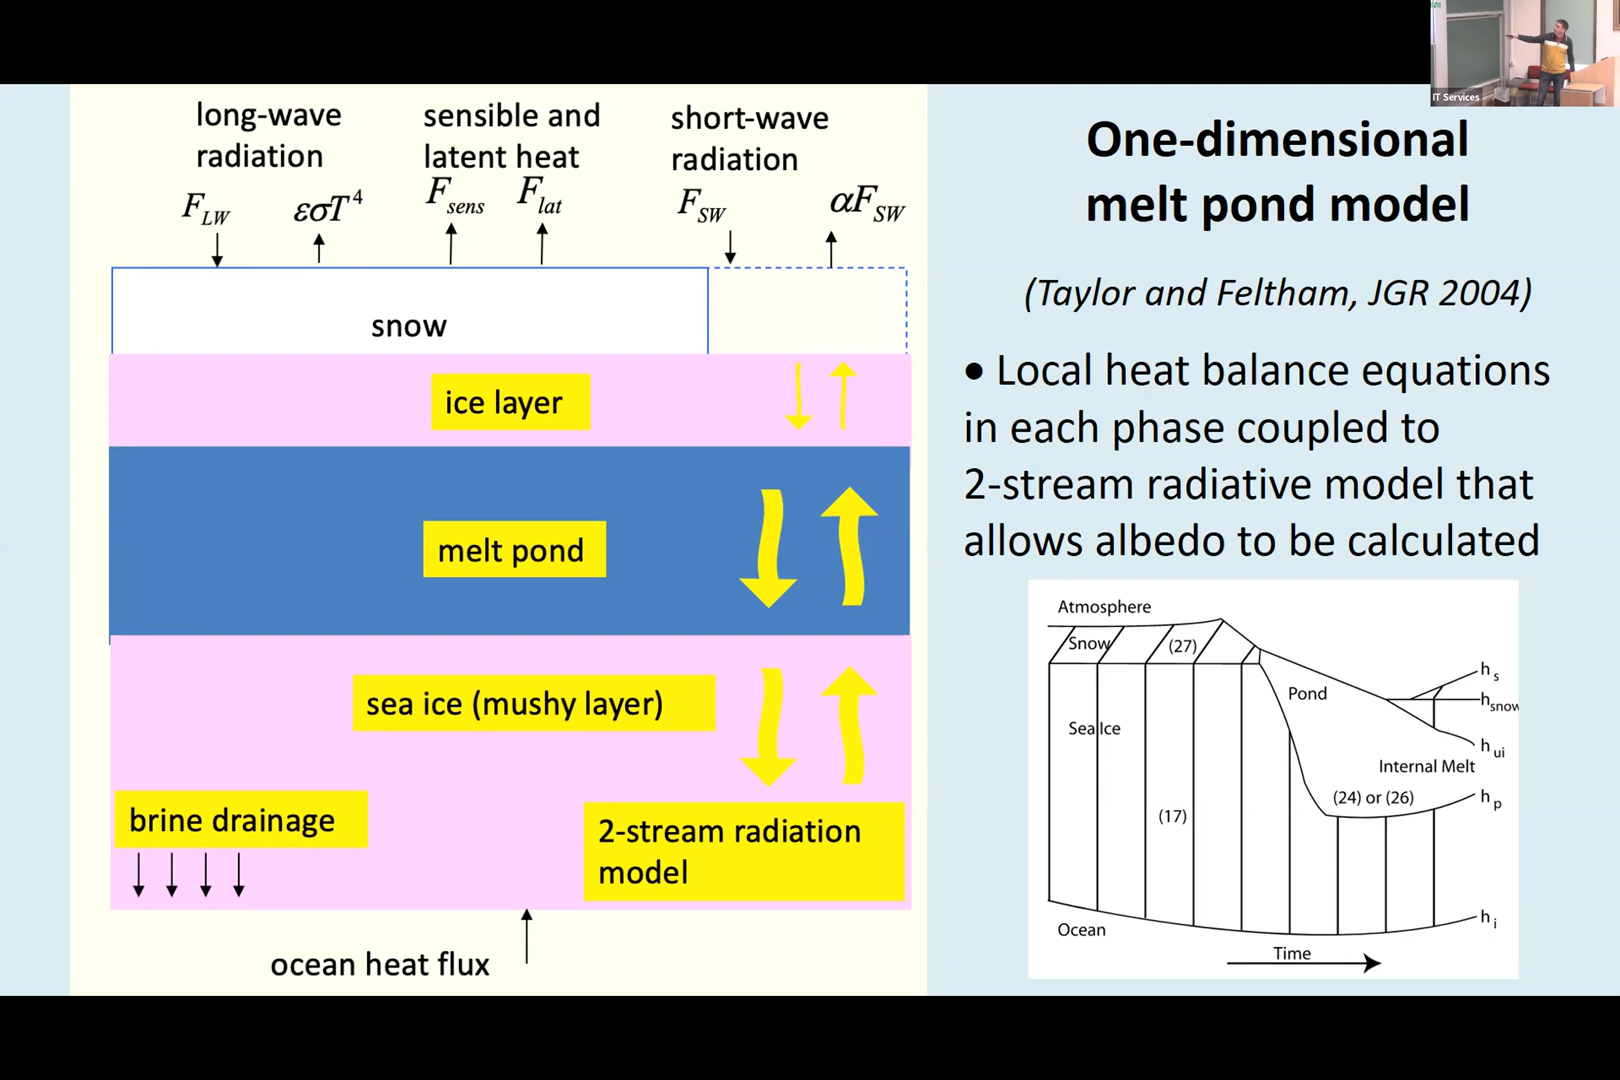 long-wave
radiation
sensible and
latent heat
short-wave
radiation
F_LW
εσT^4
F_sens
F_lat
F_SW
αF_SW
snow
ice layer
melt pond
sea ice (mushy layer)
brine drainage
2-stream radiation
model
ocean heat flux
IT Services
One-dimensional
melt pond model
(Taylor and Feltham, JGR 2004)
• Local heat balance equations
in each phase coupled to
2-stream radiative model that
allows albedo to be calculated
Atmosphere
Snow
(27)
Pond
Sea Ice
(17)
Internal Melt
(24) or (26)
h_s
h_snow
h_ui
h_p
h_i
Ocean
Time